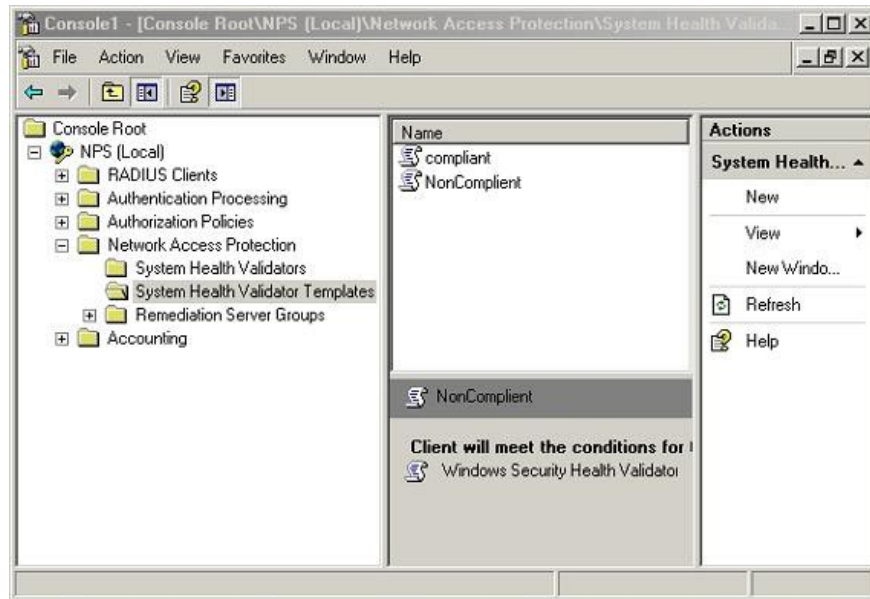 Console1 - [Console Root\NPS (Local)\Network Access Protection\System Health Valida...
File Action View Favorites Window Help
Console Root
NPS (Local)
RADIUS Clients
Authentication Processing
Authorization Policies
Network Access Protection
System Health Validators
System Health Validator Templates
Remediation Server Groups
Accounting
Name
compliant
NonComplient
NonComplient
Client will meet the conditions for
Windows Security Health Validator
Actions
System Health...
New
View
New Windo...
Refresh
Help